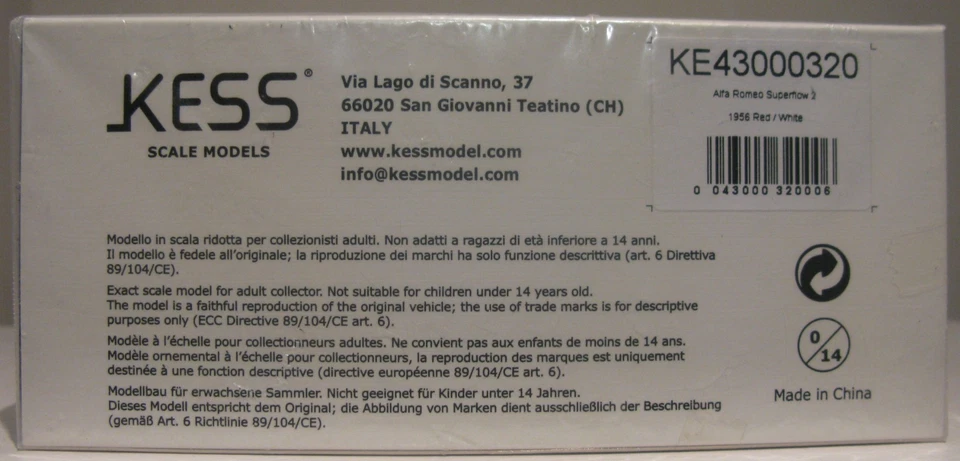 KESS®
SCALE MODELS
Via Lago di Scanno, 37
66020 San Giovanni Teatino (CH)
ITALY
www.kessmodel.com
info@kessmodel.com
KE43000320
Alfa Romeo Superflow 2
1956 Red / White
0 043000 320006
Modello in scala ridotta per collezionisti adulti. Non adatti a ragazzi di età inferiore a 14 anni.
Il modello è fedele all'originale; la riproduzione dei marchi ha solo funzione descrittiva (art. 6 Direttiva
89/104/CE).
Exact scale model for adult collector. Not suitable for children under 14 years old.
The model is a faithful reproduction of the original vehicle; the use of trade marks is for descriptive
purposes only (ECC Directive 89/104/CE art. 6).
Modèle à l'échelle pour collectionneurs adultes. Ne convient pas aux enfants de moins de 14 ans.
Modèle ornemental à l'échelle pour collectionneurs, la reproduction des marques est uniquement
destinée à une fonction descriptive (directive européenne 89/104/CE art. 6).
Modellbau für erwachsene Sammler. Nicht geeignet für Kinder unter 14 Jahren.
Dieses Modell entspricht dem Original; die Abbildung von Marken dient ausschließlich der Beschreibung
(gemäß Art. 6 Richtlinie 89/104/CE).
0/14
Made in China